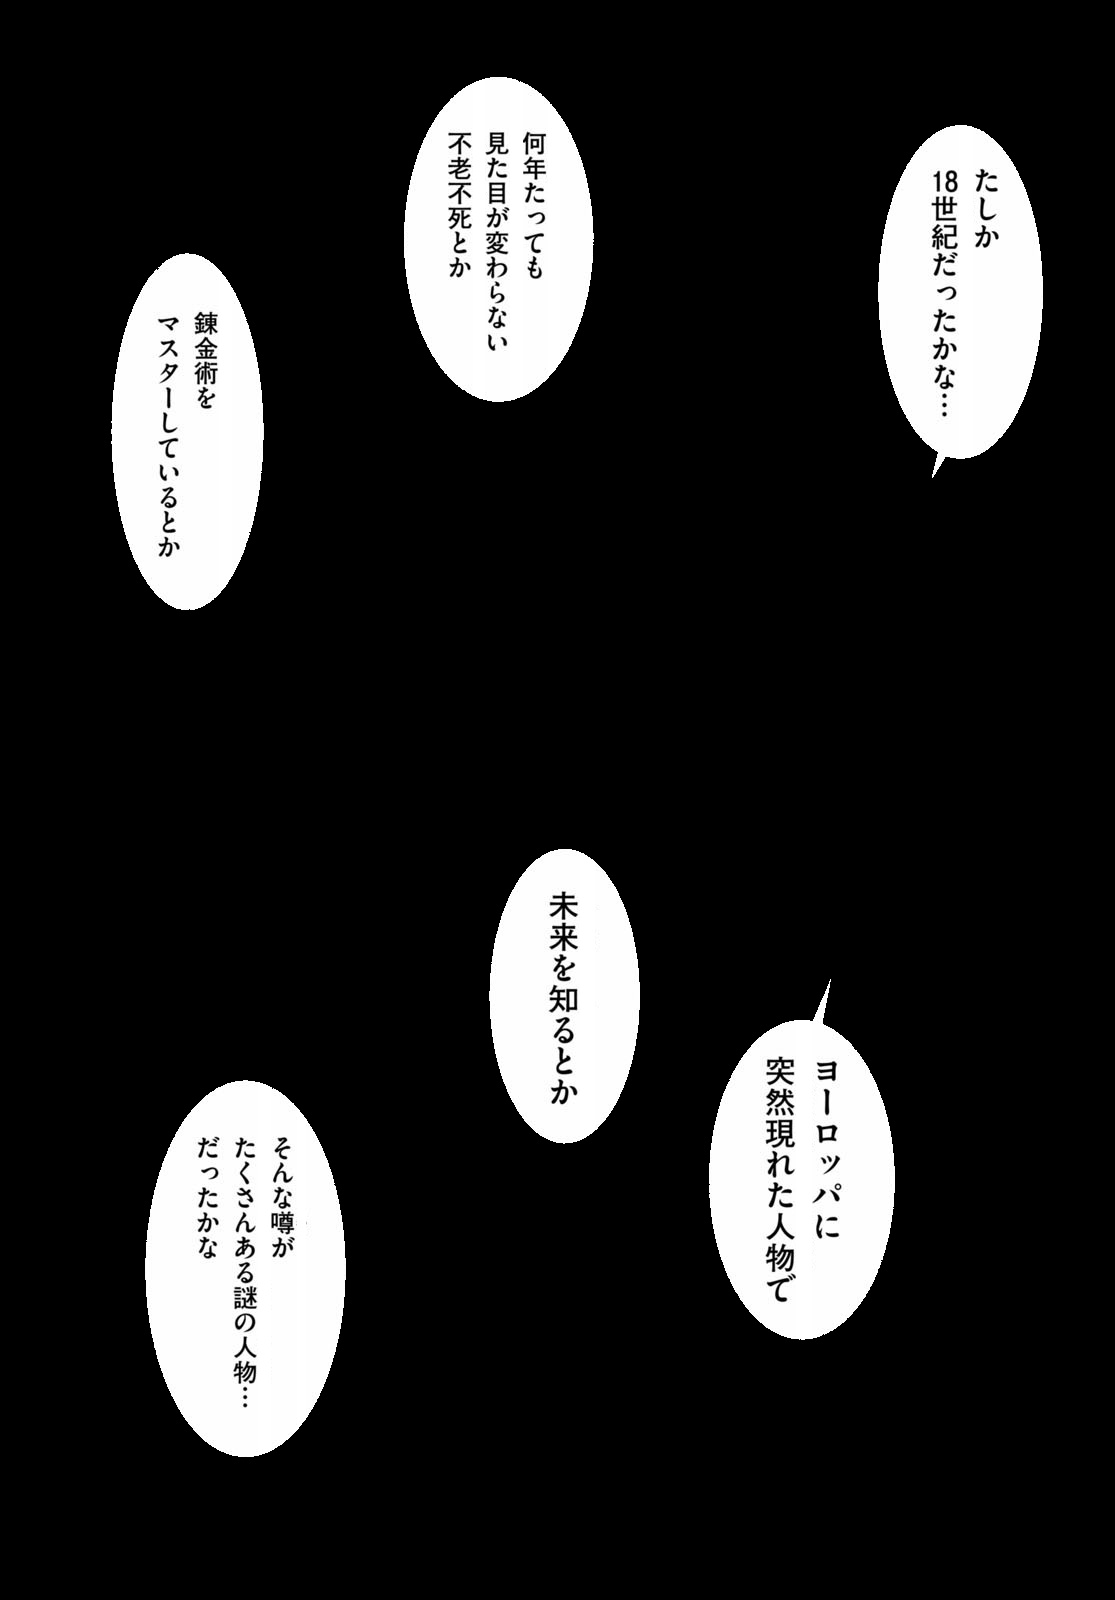 たしか
18世紀だったかな…
何年たっても
見た目が変わらない
不老不死とか
錬金術を
マスターしているとか
ヨーロッパに
突然現れた人物で
未来を知るとか
そんな噂が
たくさんある謎の人物…
だったかな